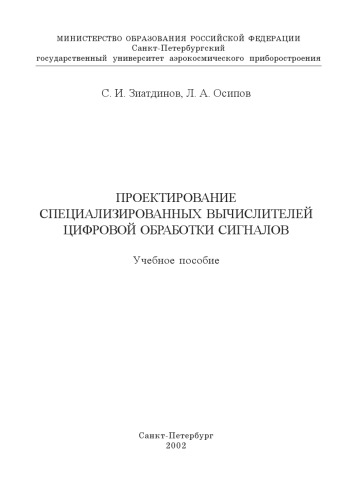 МИНИСТЕРСТВО ОБРАЗОВАНИЯ РОССИЙСКОЙ ФЕДЕРАЦИИ
Санкт-Петербургский
государственный университет аэрокосмического приборостроения
С. И. Зиатдинов, Л. А. Осипов
ПРОЕКТИРОВАНИЕ
СПЕЦИАЛИЗИРОВАННЫХ ВЫЧИСЛИТЕЛЕЙ
ЦИФРОВОЙ ОБРАБОТКИ СИГНАЛОВ
Учебное пособие
Санкт-Петербург
2002